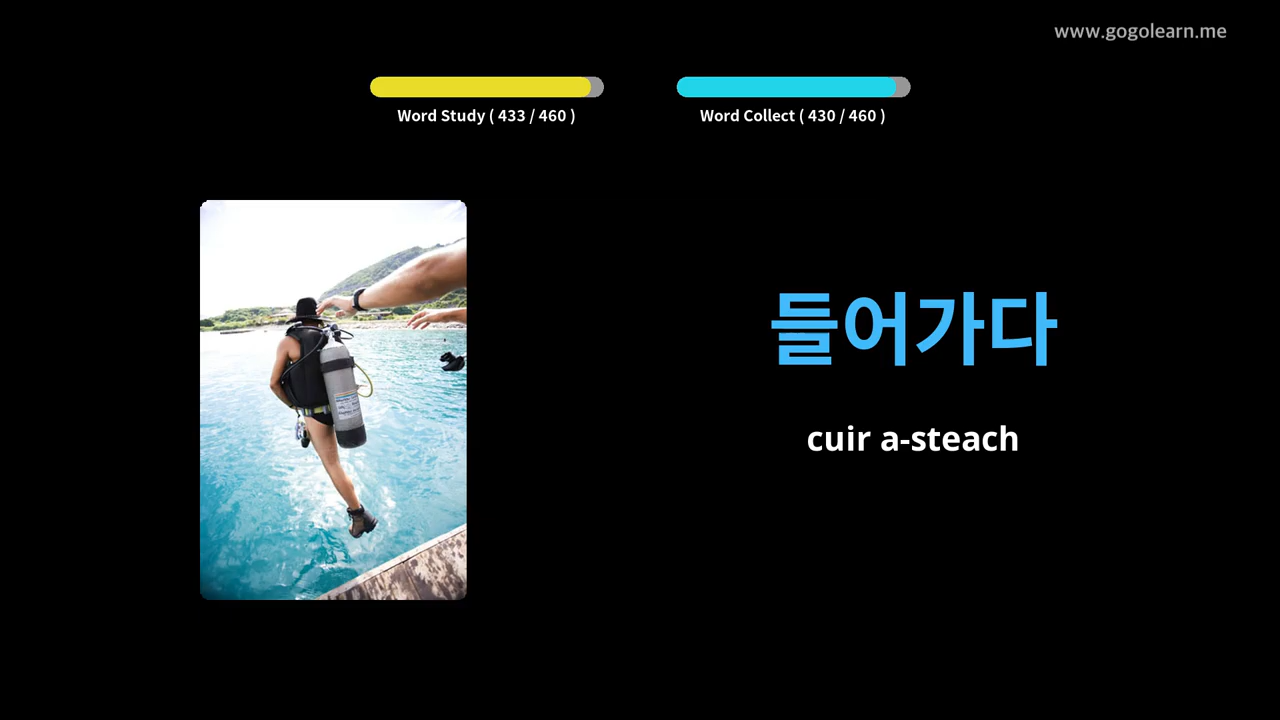 www.gogolearn.me
Word Study ( 433 / 460 )
Word Collect ( 430 / 460 )
들어가다
cuir a-steach